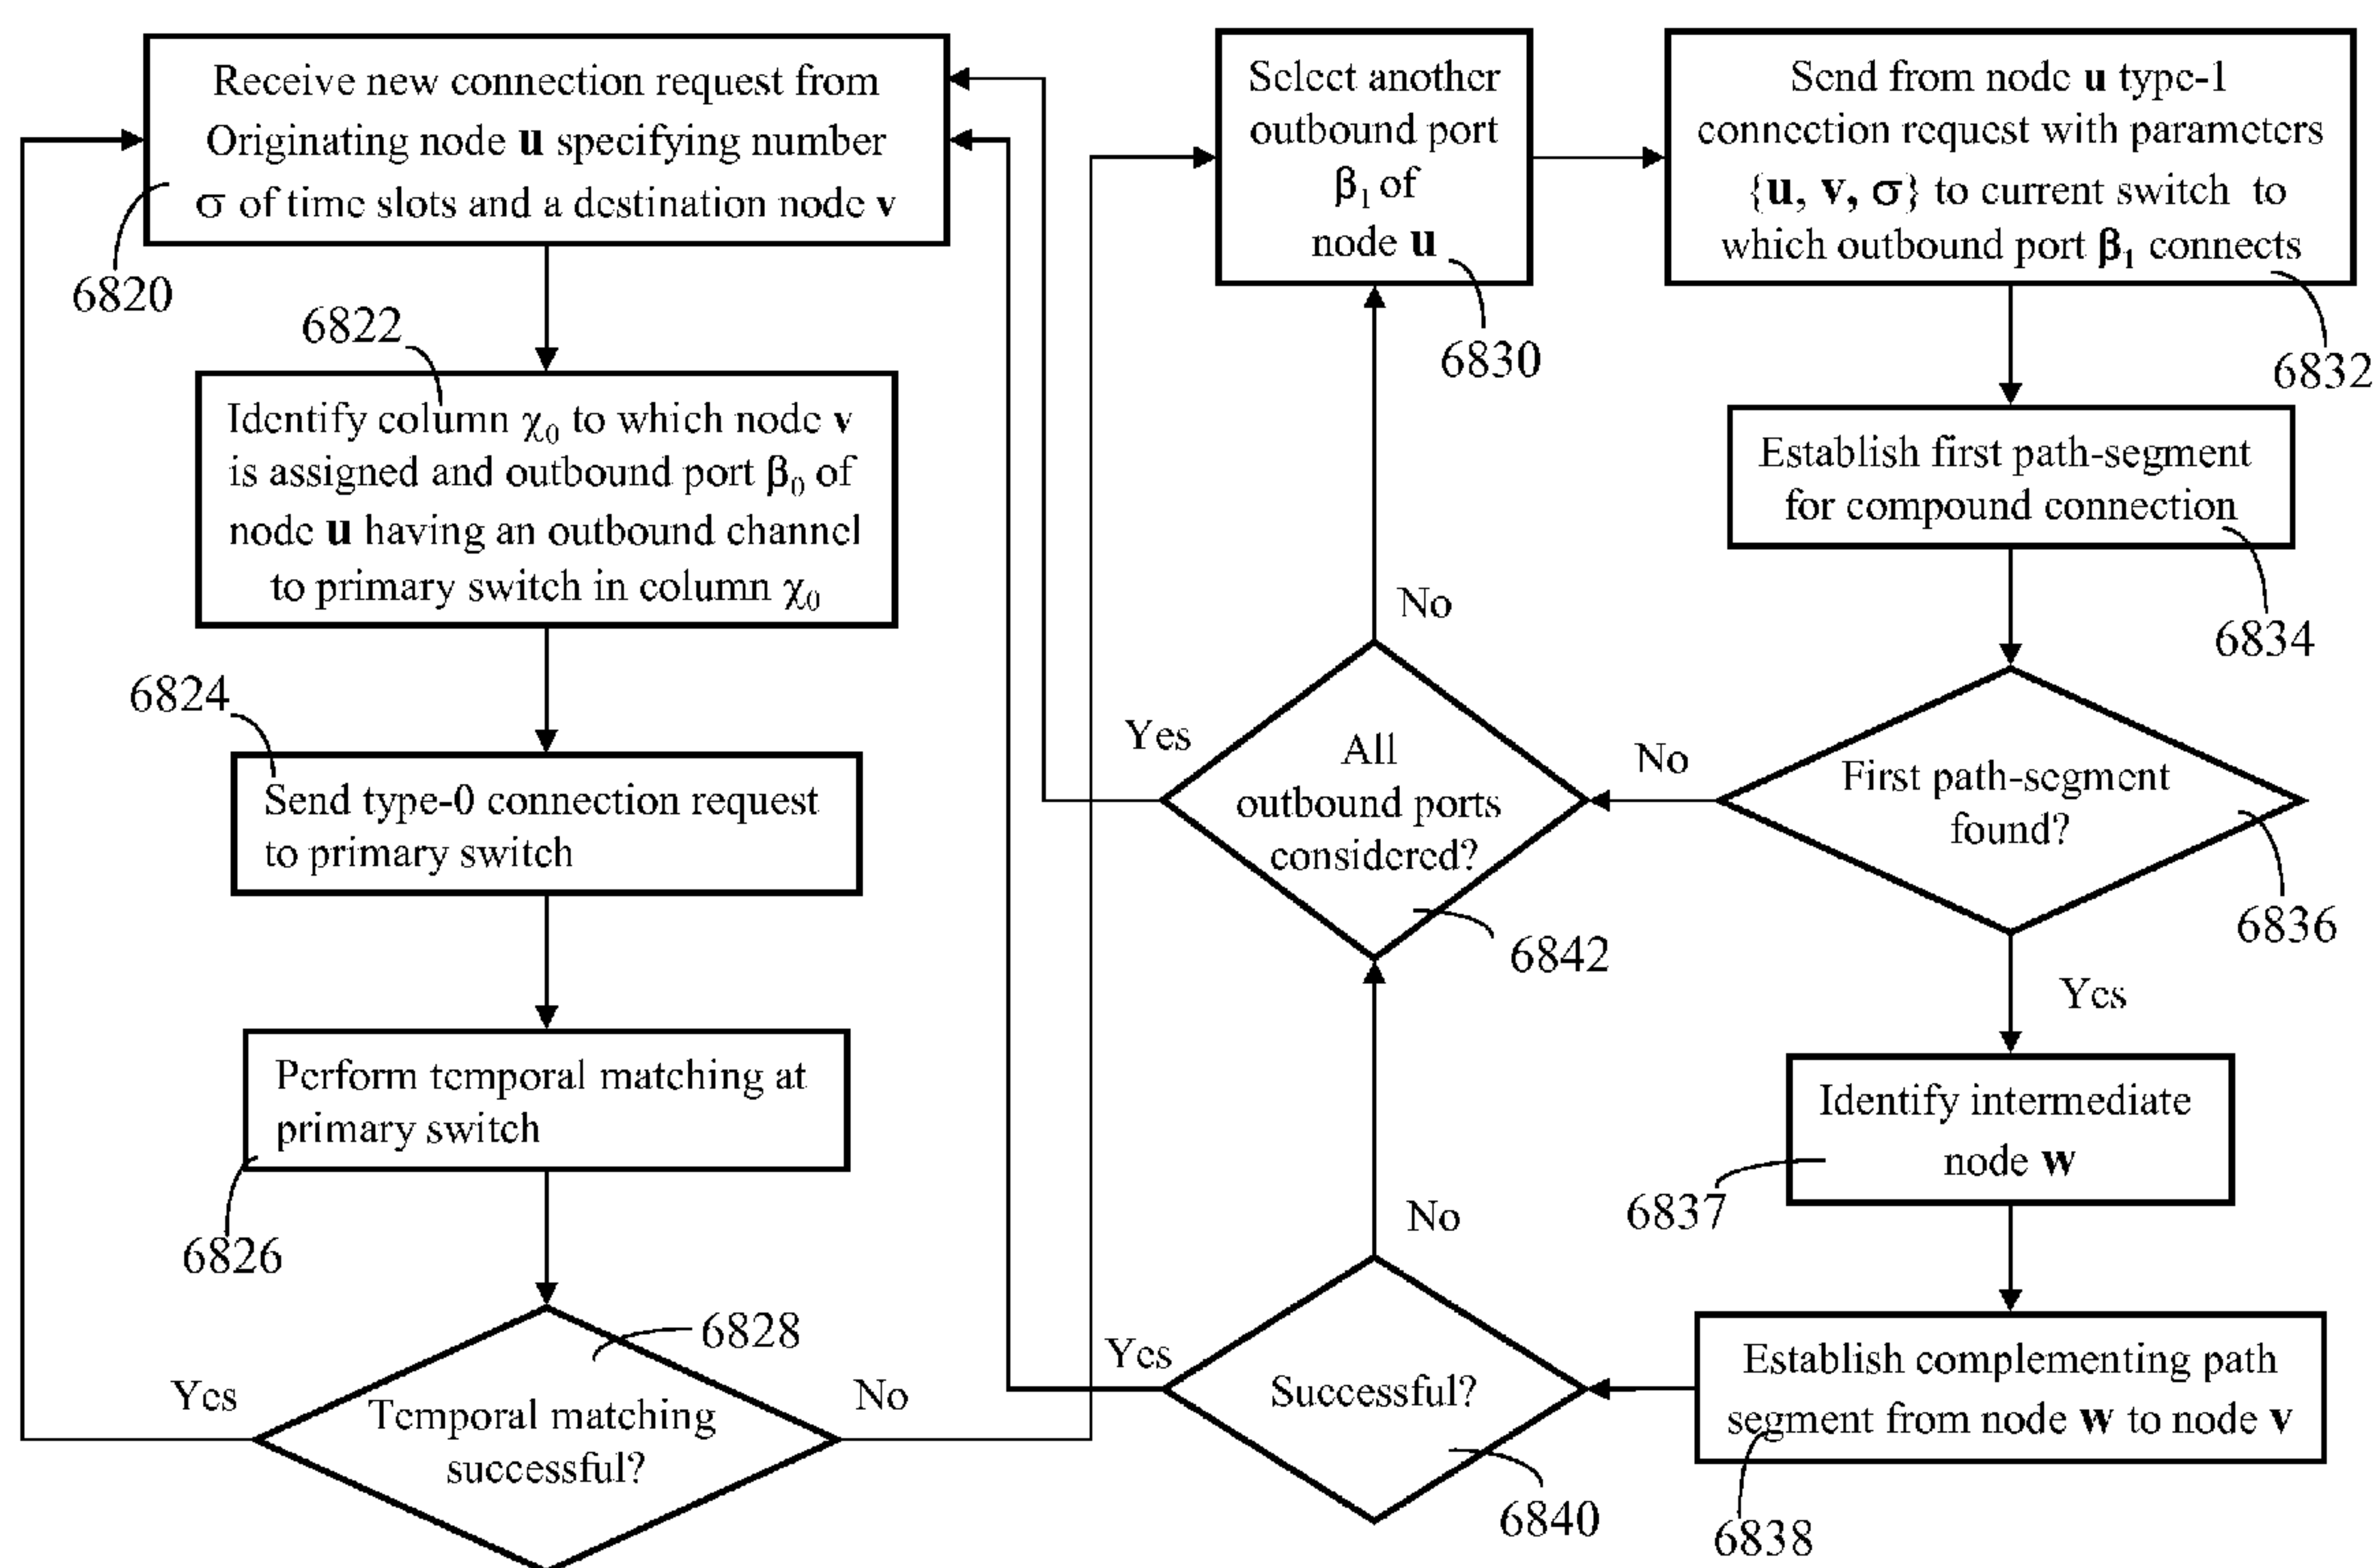 Receive new connection request from
Originating node u specifying number
σ of time slots and a destination node v
6820
6822
Identify column χ₀ to which node v
is assigned and outbound port β₀ of
node u having an outbound channel
to primary switch in column χ₀
6824
Send type-0 connection request
to primary switch
Perform temporal matching at
primary switch
6826
6828
Yes
Temporal matching
successful?
No
Select another
outbound port
β₁ of
node u
6830
Send from node u type-1
connection request with parameters
{u, v, σ} to current switch to
which outbound port β₁ connects
6832
Establish first path-segment
for compound connection
6834
First path-segment
found?
6836
No
Yes
All
outbound ports
considered?
6842
Yes
No
Identify intermediate
node w
6837
Establish complementing path
segment from node w to node v
6838
Successful?
6840
Yes
No